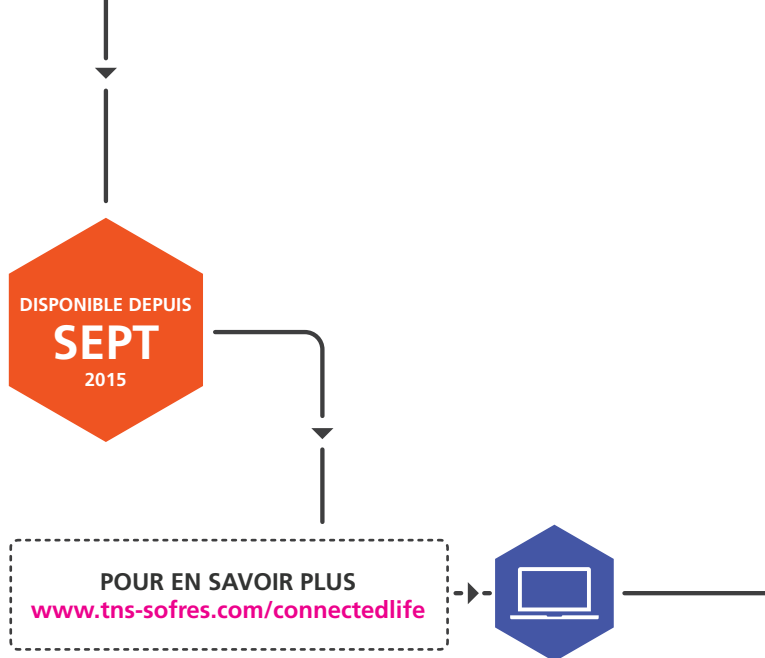 DISPONIBLE DEPUIS
SEPT
2015
POUR EN SAVOIR PLUS
www.tns-sofres.com/connectedlife